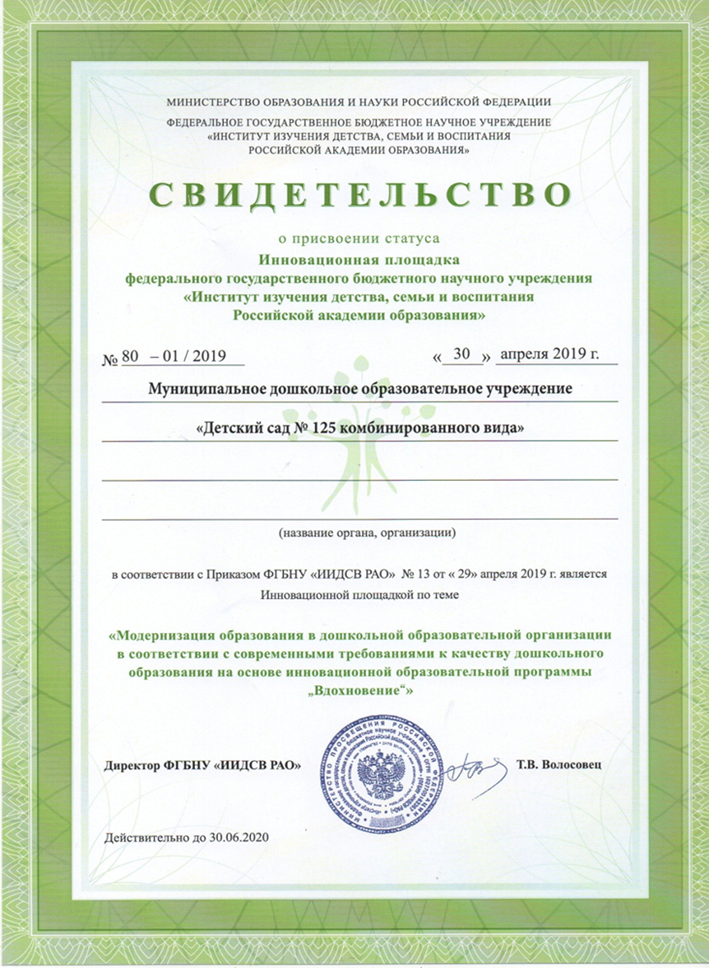 МИНИСТЕРСТВО ОБРАЗОВАНИЯ И НАУКИ РОССИЙСКОЙ ФЕДЕРАЦИИ
ФЕДЕРАЛЬНОЕ ГОСУДАРСТВЕННОЕ БЮДЖЕТНОЕ НАУЧНОЕ УЧРЕЖДЕНИЕ
«ИНСТИТУТ ИЗУЧЕНИЯ ДЕТСТВА, СЕМЬИ И ВОСПИТАНИЯ
РОССИЙСКОЙ АКАДЕМИИ ОБРАЗОВАНИЯ»
СВИДЕТЕЛЬСТВО
о присвоении статуса
Инновационная площадка
федерального государственного бюджетного научного учреждения
«Институт изучения детства, семьи и воспитания
Российской академии образования»
№ 80 – 01 / 2019 « 30 » апреля 2019 г.
Муниципальное дошкольное образовательное учреждение
«Детский сад № 125 комбинированного вида»
(название органа, организации)
в соответствии с Приказом ФГБНУ «ИИДСВ РАО» № 13 от « 29» апреля 2019 г. является
Инновационной площадкой по теме
«Модернизация образования в дошкольной образовательной организации
в соответствии с современными требованиями к качеству дошкольного
образования на основе инновационной образовательной программы
„Вдохновение“»
МИНИСТЕРСТВО ПРОСВЕЩЕНИЯ РОССИЙСКОЙ ФЕДЕРАЦИИ
Директор ФГБНУ «ИИДСВ РАО» Т.В. Волосовец
Действительно до 30.06.2020